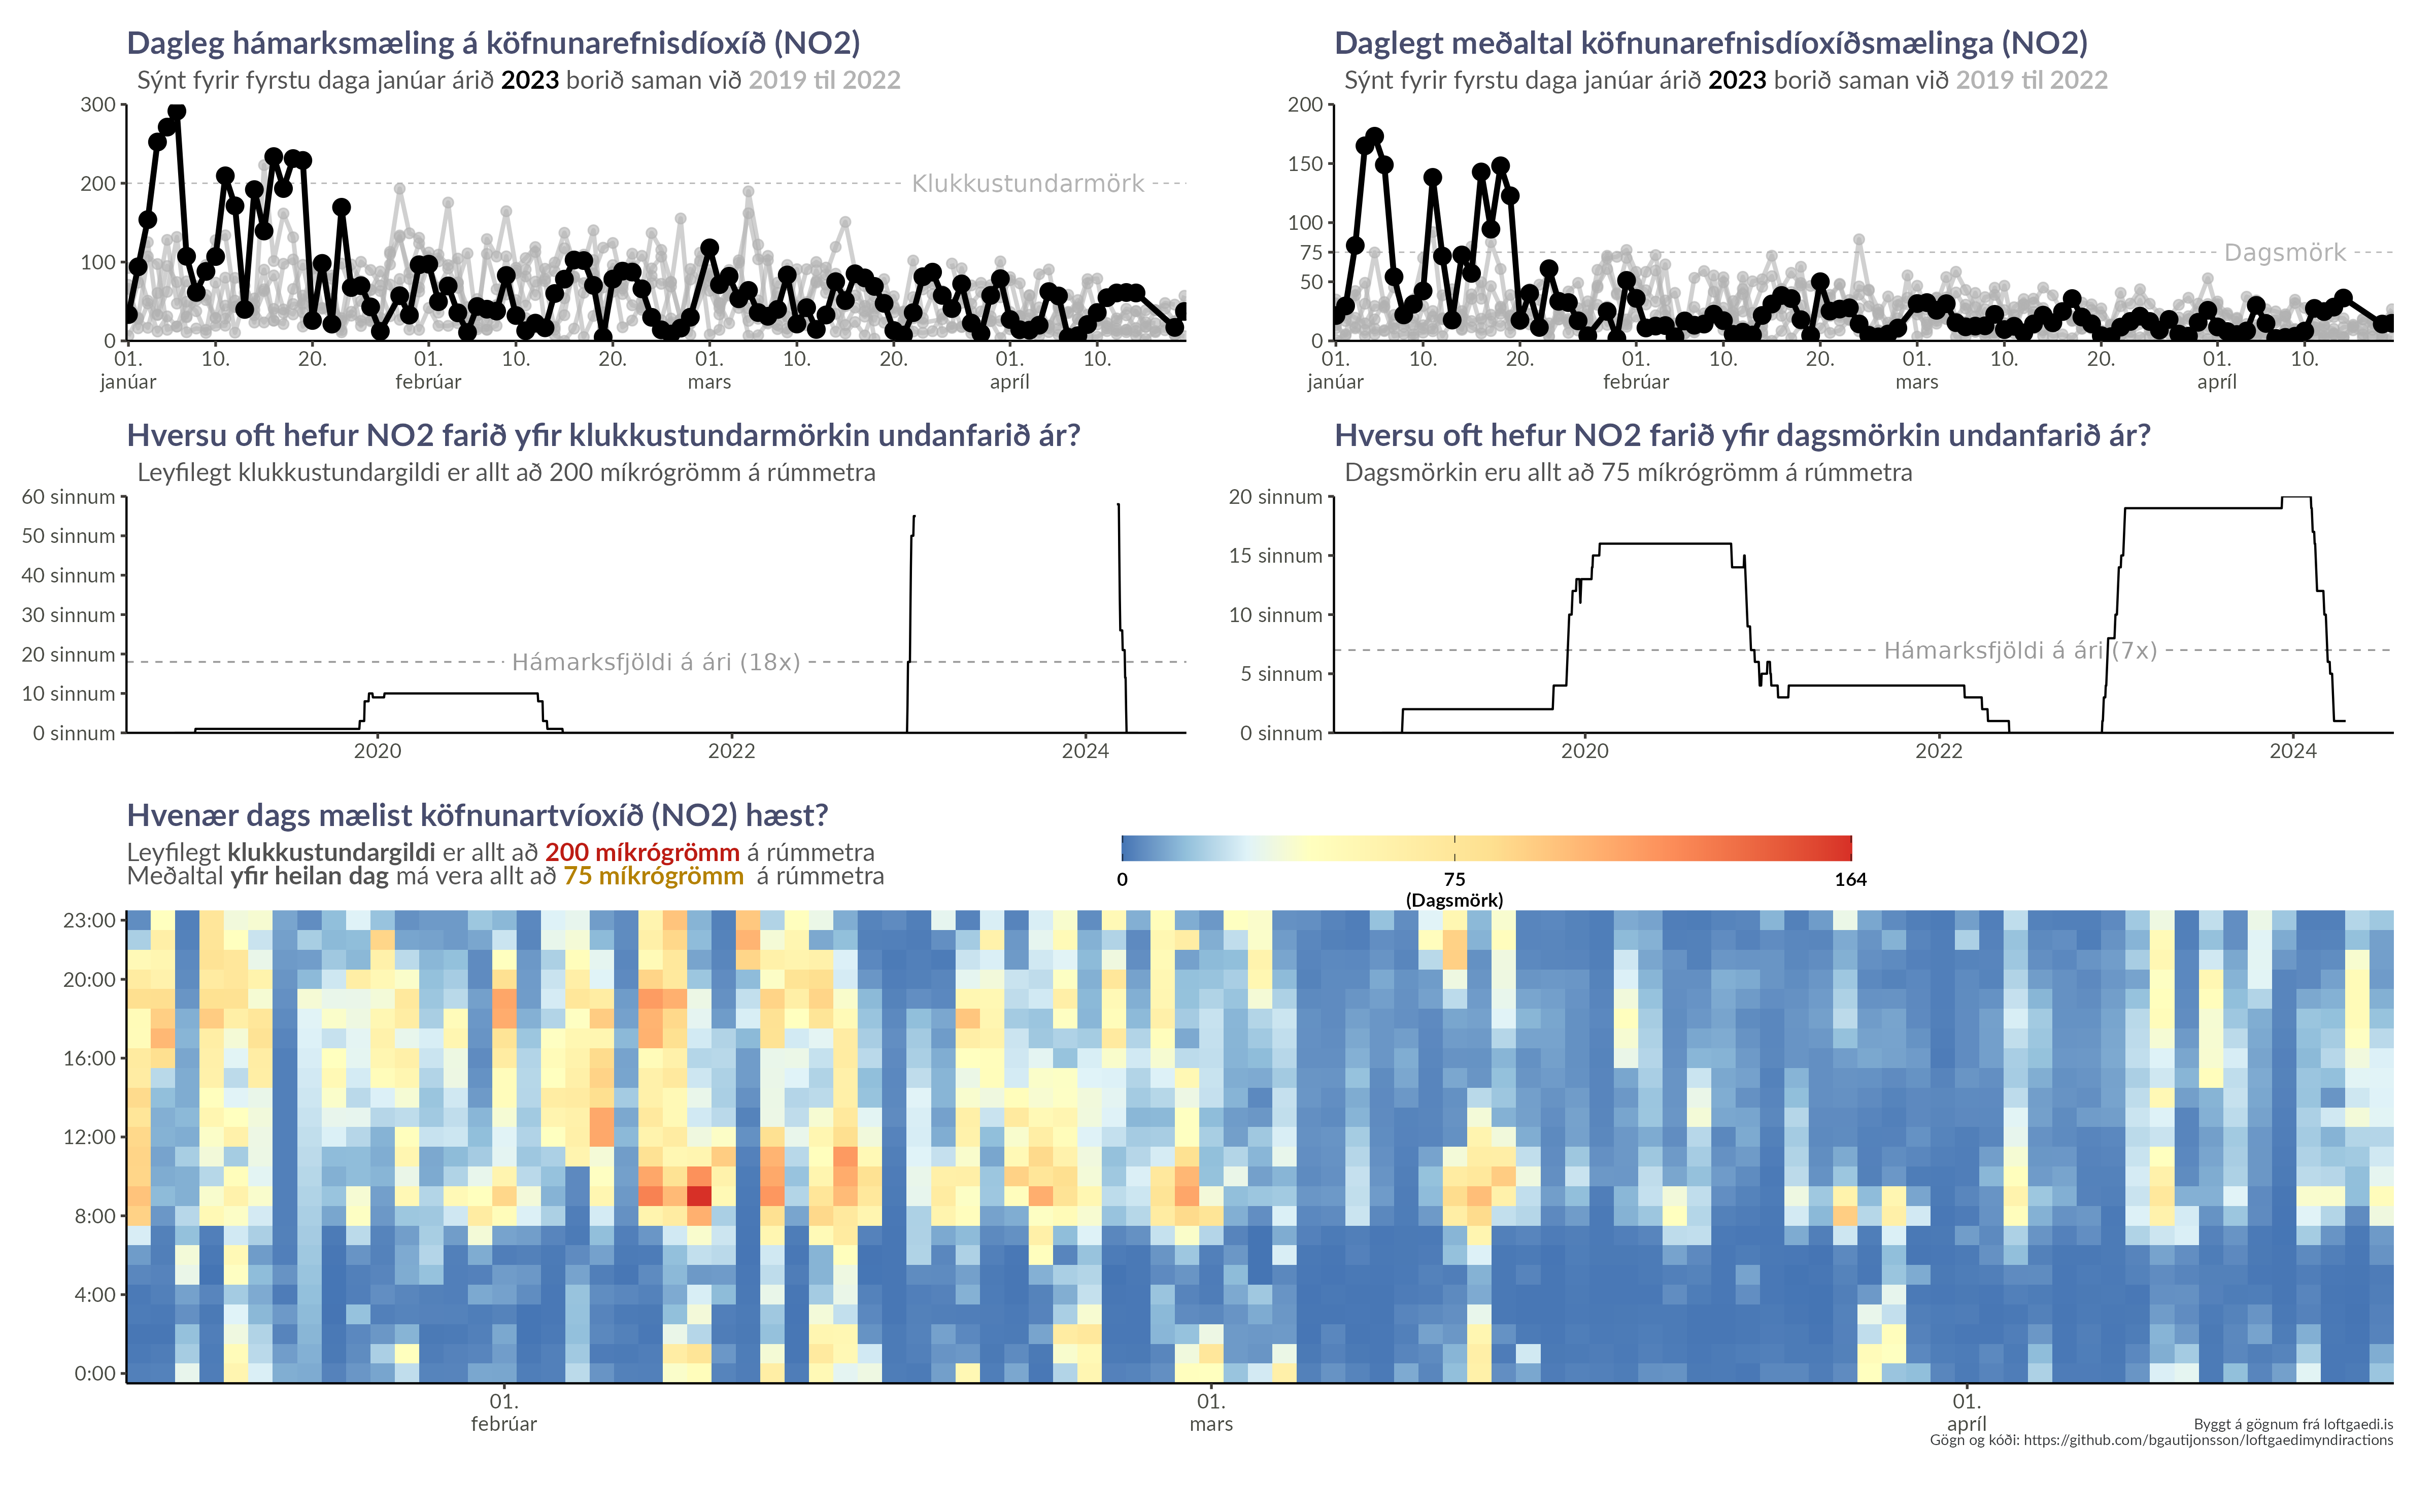 Dagleg hámarksmæling á köfnunarefnisdíoxíð (NO2)
Sýnt fyrir fyrstu daga janúar árið 2023 borið saman við 2019 til 2022
300
200
100
0
Klukkustundarmörk
01. 10. 20. 01. 10. 20. 01. 10. 20. 01. 10.
janúar febrúar mars apríl
Daglegt meðaltal köfnunarefnisdíoxíðsmælinga (NO2)
Sýnt fyrir fyrstu daga janúar árið 2023 borið saman við 2019 til 2022
200
150
100
75
50
0
Dagsmörk
01. 10. 20. 01. 10. 20. 01. 10. 20. 01. 10.
janúar febrúar mars apríl
Hversu oft hefur NO2 farið yfir klukkustundarmörkin undanfarið ár?
Leyfilegt klukkustundargildi er allt að 200 míkrógrömm á rúmmetra
60 sinnum
50 sinnum
40 sinnum
30 sinnum
20 sinnum
10 sinnum
0 sinnum
Hámarksfjöldi á ári (18x)
2020 2022 2024
Hversu oft hefur NO2 farið yfir dagsmörkin undanfarið ár?
Dagsmörkin eru allt að 75 míkrógrömm á rúmmetra
20 sinnum
15 sinnum
10 sinnum
5 sinnum
0 sinnum
Hámarksfjöldi á ári (7x)
2020 2022 2024
Hvenær dags mælist köfnunartvíoxíð (NO2) hæst?
Leyfilegt klukkustundargildi er allt að 200 míkrógrömm á rúmmetra
Meðaltal yfir heilan dag má vera allt að 75 míkrógrömm á rúmmetra
0 75 164
(Dagsmörk)
23:00
20:00
16:00
12:00
8:00
4:00
0:00
01. 01. 01.
febrúar mars apríl
Byggt á gögnum frá loftgaedi.is
Gögn og kóði: https://github.com/bgautijonsson/loftgaedimyndiractions